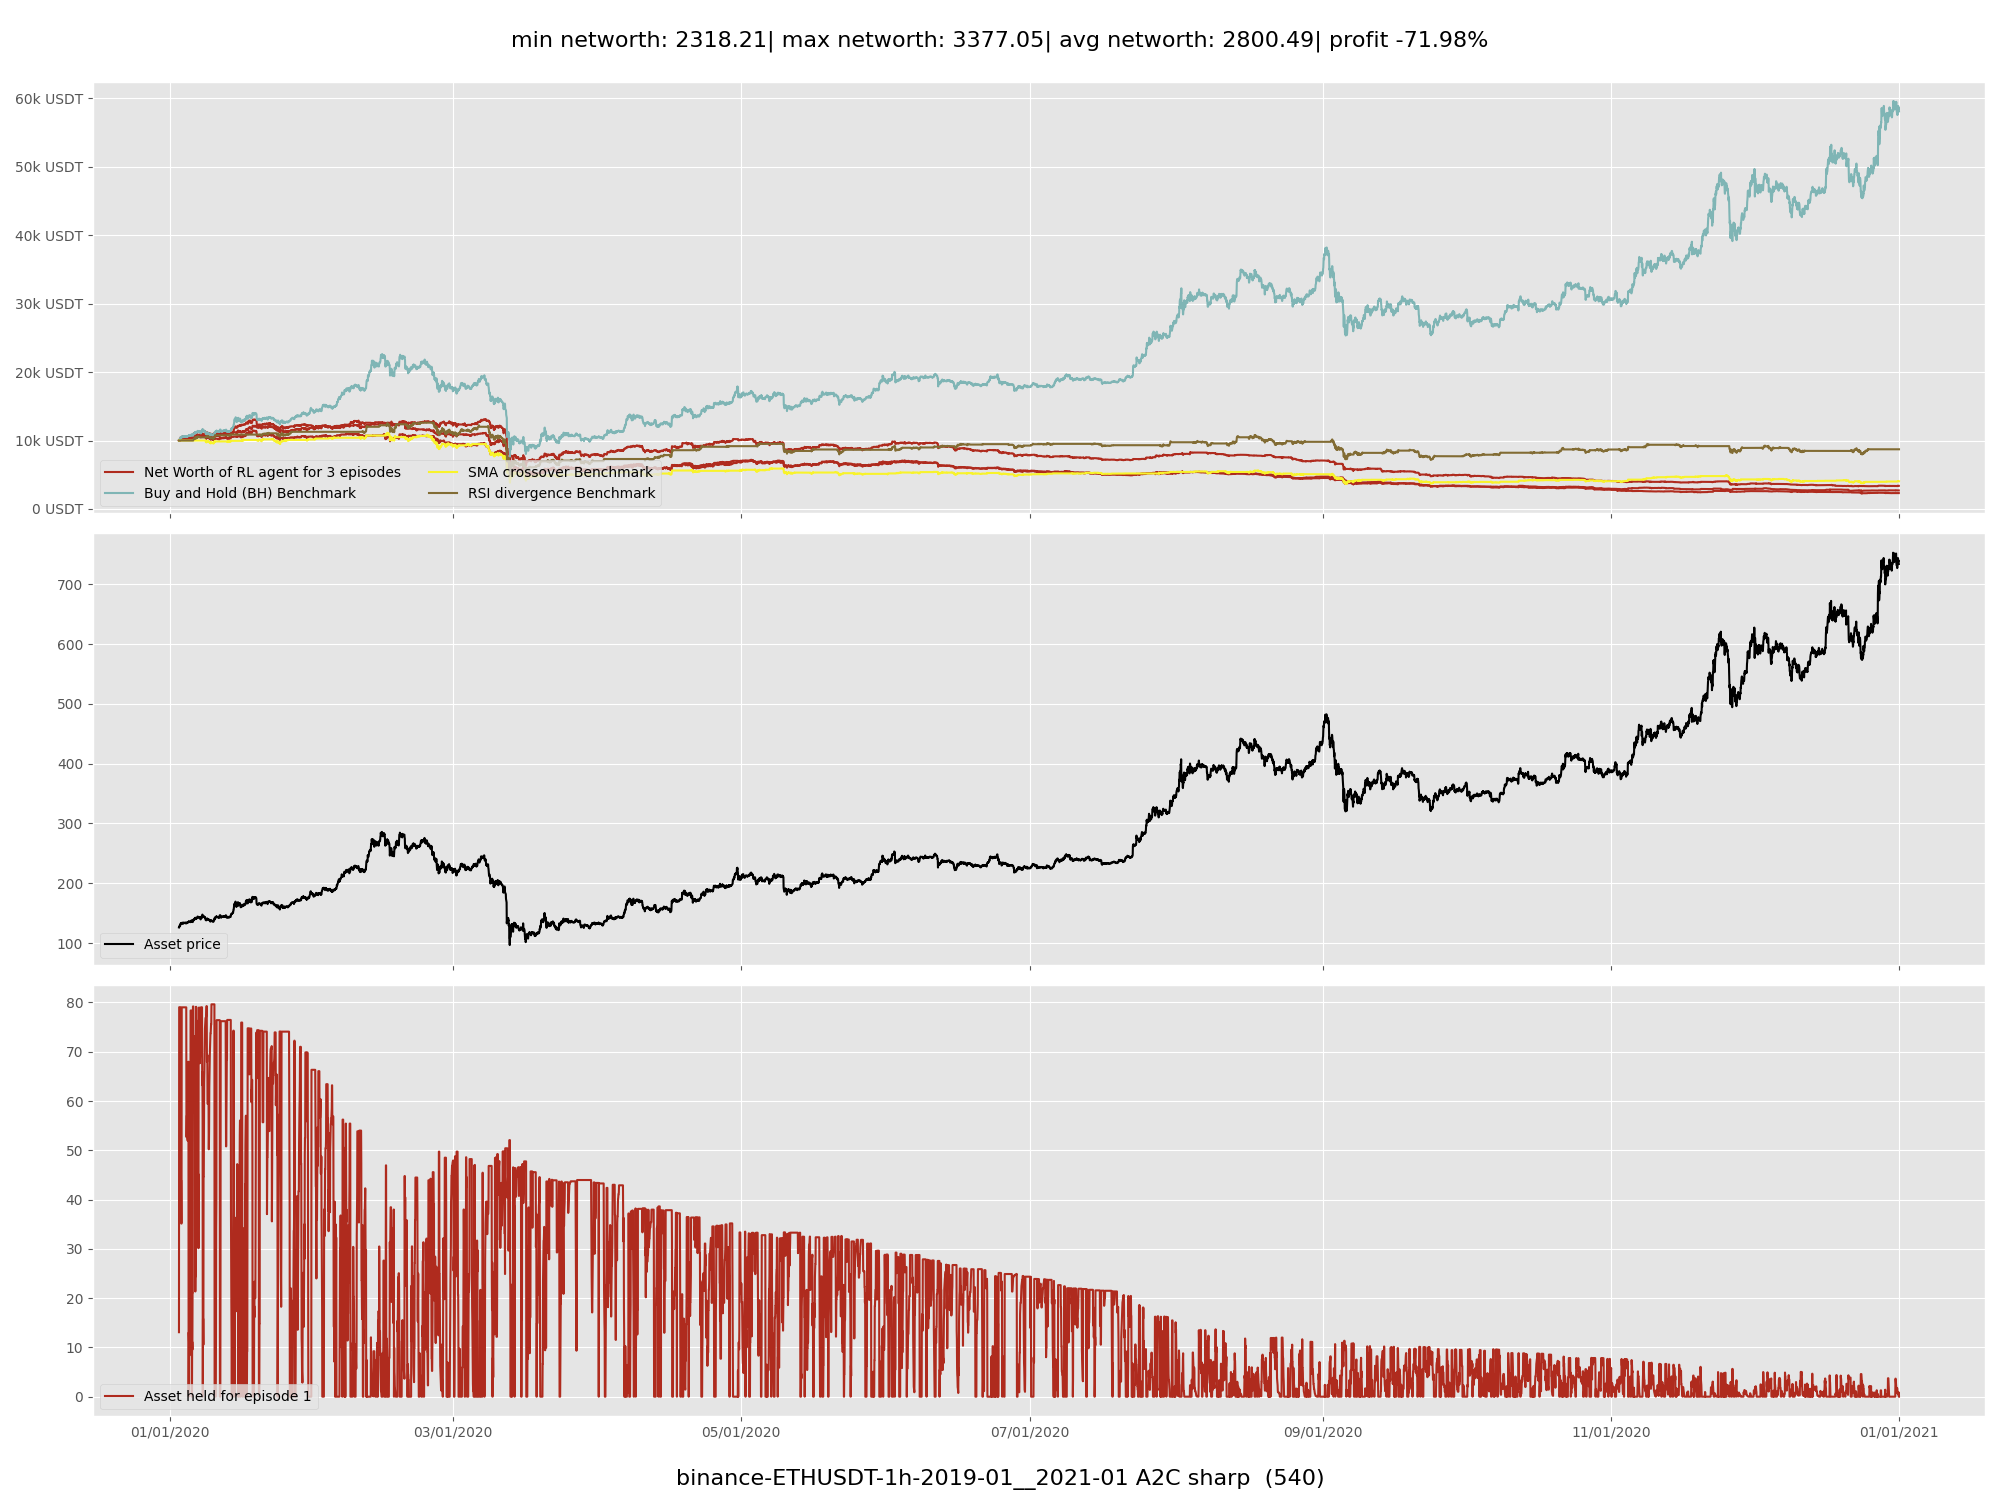 min networth: 2318.21| max networth: 3377.05| avg networth: 2800.49| profit -71.98%
60k USDT
50k USDT
40k USDT
30k USDT
20k USDT
10k USDT
0 USDT
Net Worth of RL agent for 3 episodes
Buy and Hold (BH) Benchmark
SMA crossover Benchmark
RSI divergence Benchmark
700
600
500
400
300
200
100
Asset price
80
70
60
50
40
30
20
10
0
Asset held for episode 1
01/01/2020
03/01/2020
05/01/2020
07/01/2020
09/01/2020
11/01/2020
01/01/2021
binance-ETHUSDT-1h-2019-01__2021-01 A2C sharp (540)